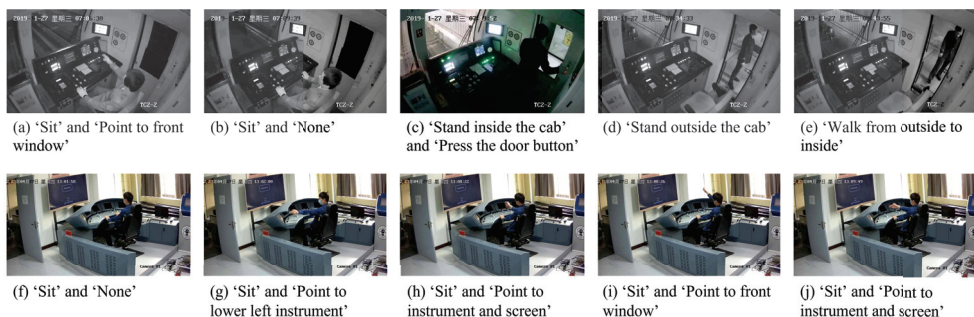 TCZ-Z
TCZ-Z
TCZ-Z
TCZ-Z
TCZ-Z
(a) ‘Sit’ and ‘Point to front
window’
(b) ‘Sit’ and ‘None’
(c) ‘Stand inside the cab’
and ‘Press the door button’
(d) ‘Stand outside the cab’
(e) ‘Walk from outside to
inside’
(f) ‘Sit’ and ‘None’
(g) ‘Sit’ and ‘Point to
lower left instrument’
(h) ‘Sit’ and ‘Point to
instrument and screen’
(i) ‘Sit’ and ‘Point to front
window’
(j) ‘Sit’ and ‘Point to
instrument and screen’